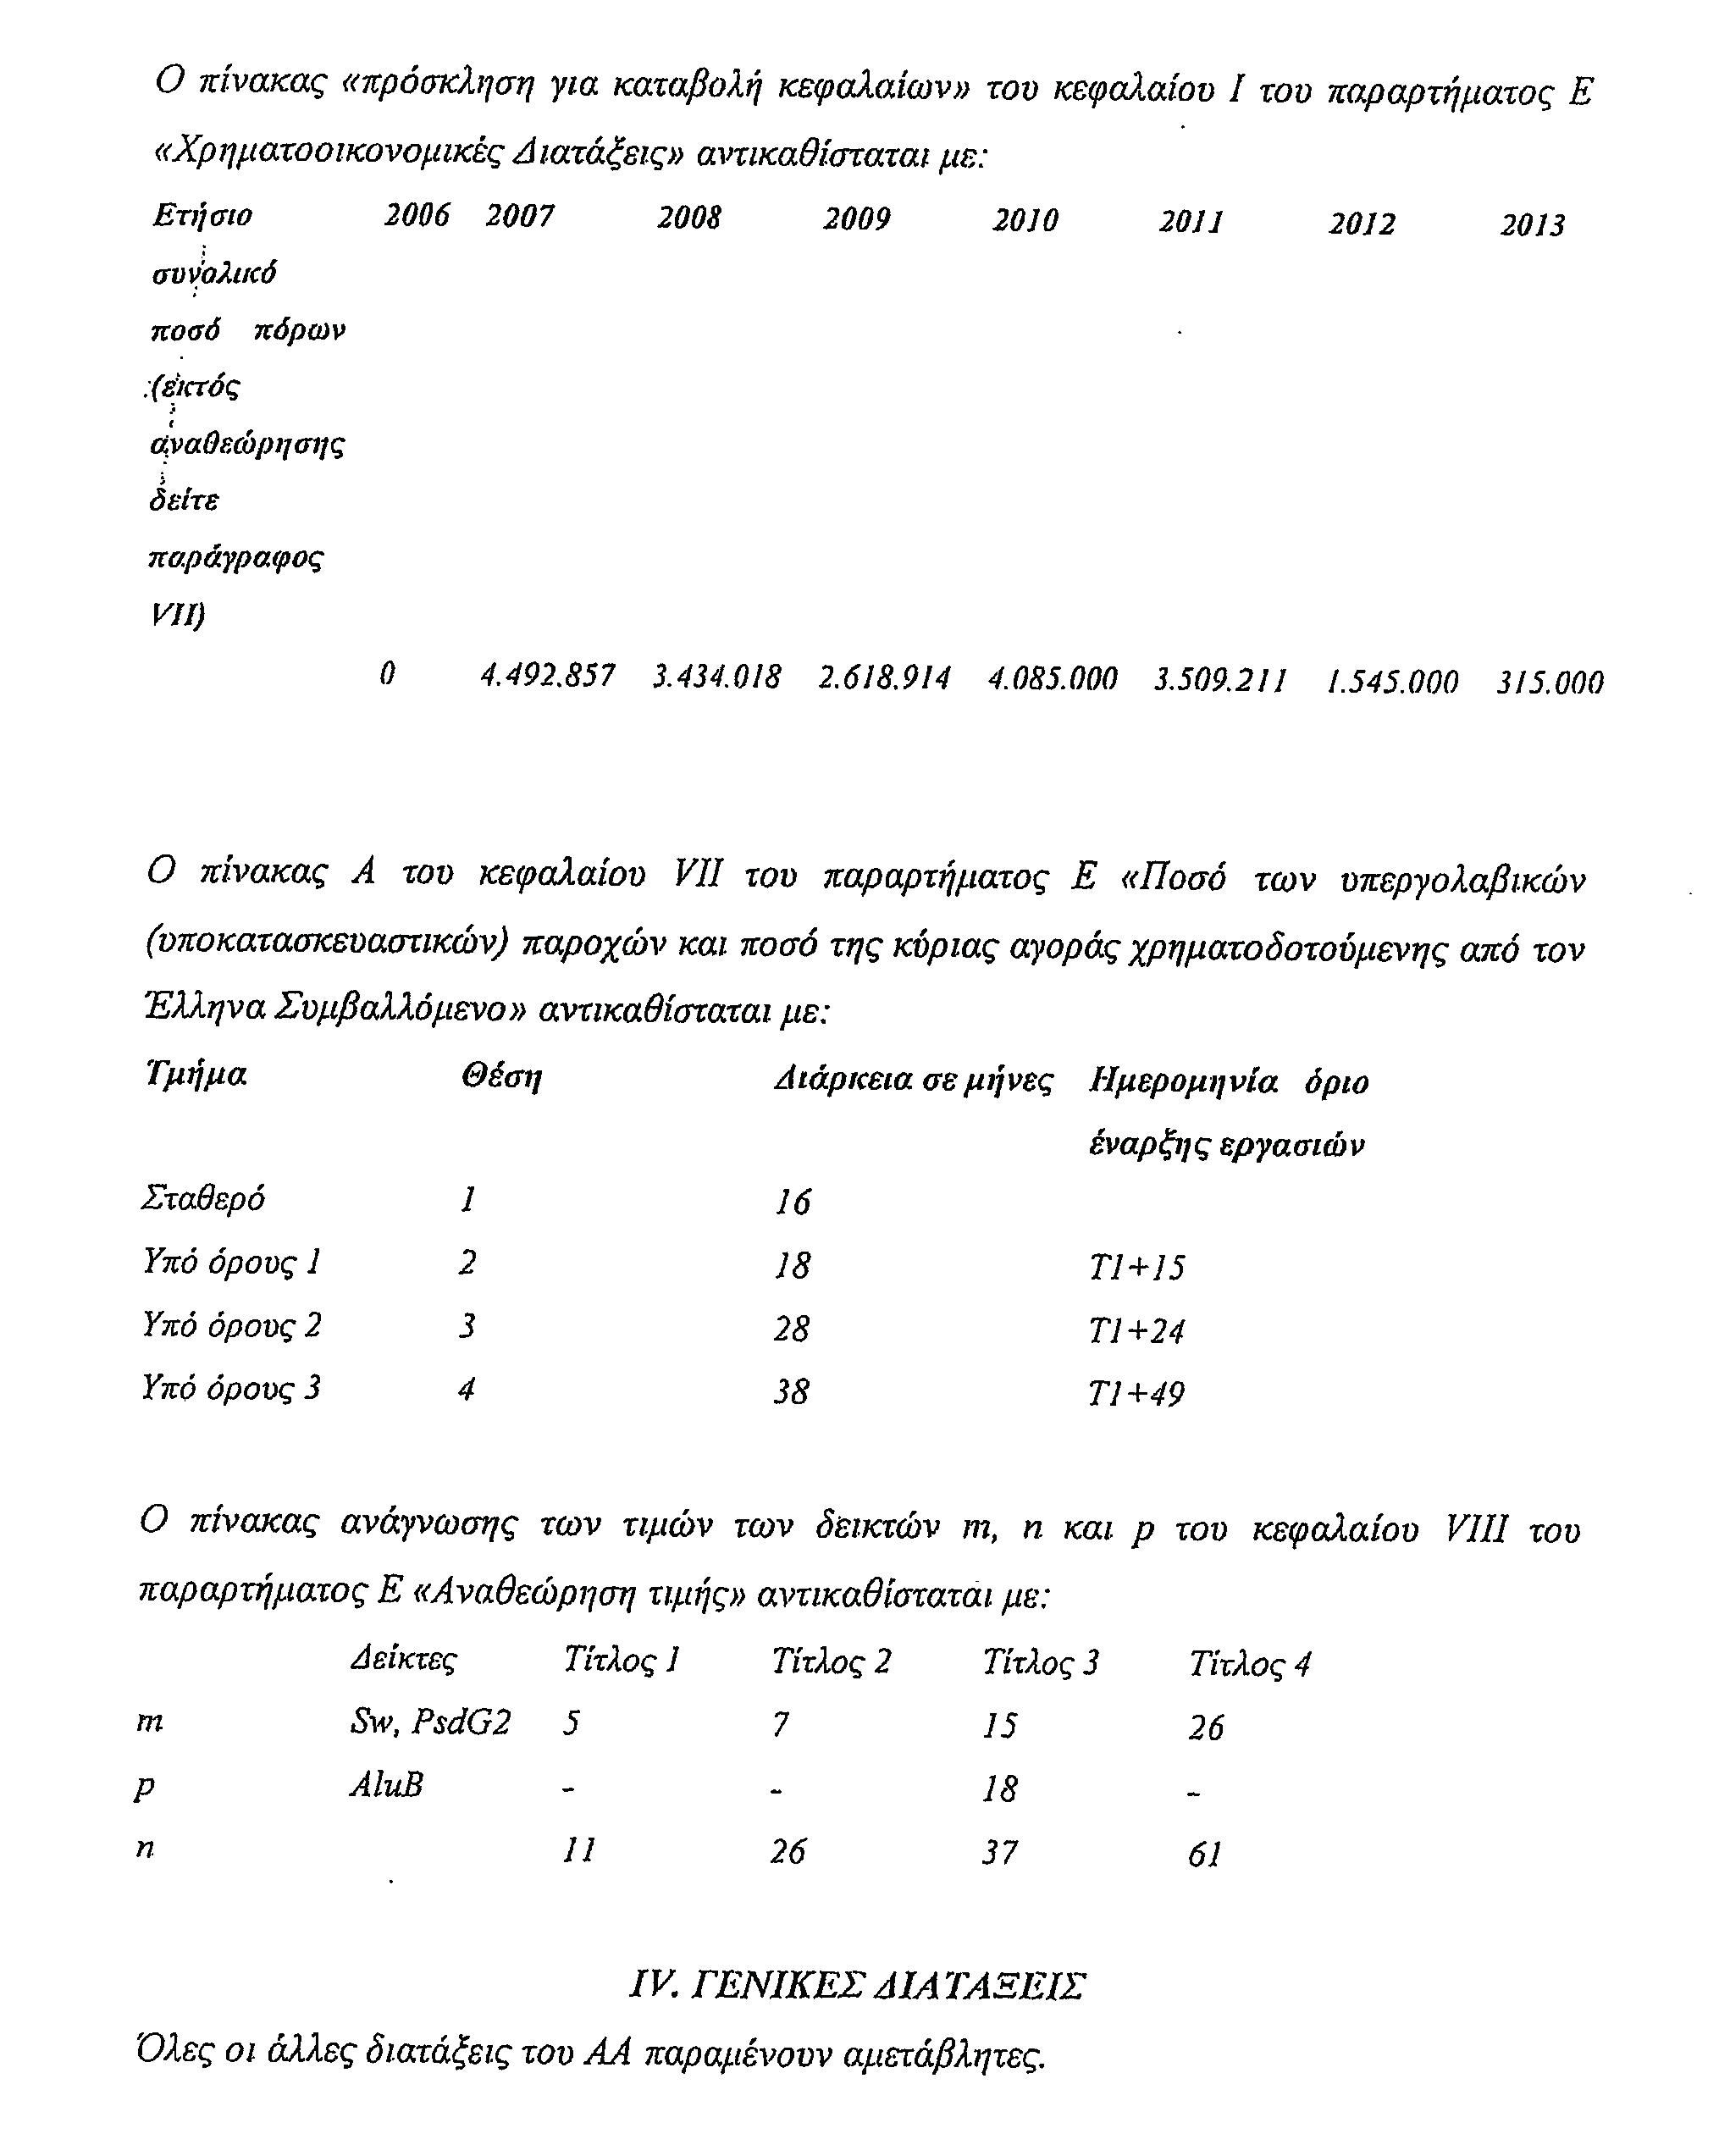 Ο πίνακας «πρόσκληση για καταβολή κεφαλαίων» του κεφαλαίου Ι του παραρτήματος Ε
«Χρηματοοικονομικές Διατάξεις» αντικαθίσταται με:
Ετήσιο 2006 2007 2008 2009 2010 2011 2012 2013
συνολικό
ποσό πόρων
(εκτός
αναθεώρησης
δείτε
παράγραφος
VII)
0 4.492.857 3.434.018 2.618.914 4.085.000 3.509.211 1.545.000 315.000
Ο πίνακας Α του κεφαλαίου VII του παραρτήματος Ε «Ποσό των υπεργολαβικών
(υποκατασκευαστικών) παροχών και ποσό της κύριας αγοράς χρηματοδοτούμενης από τον
Έλληνα Συμβαλλόμενο» αντικαθίσταται με:
Τμήμα Θέση Διάρκεια σε μήνες Ημερομηνία όριο
έναρξης εργασιών
Σταθερό 1 16
Υπό όρους 1 2 18 T1+15
Υπό όρους 2 3 28 T1+24
Υπό όρους 3 4 38 T1+49
Ο πίνακας ανάγνωσης των τιμών των δεικτών m, n και p του κεφαλαίου VIII του
παραρτήματος Ε «Αναθεώρηση τιμής» αντικαθίσταται με:
Δείκτες Τίτλος 1 Τίτλος 2 Τίτλος 3 Τίτλος 4
m Sw, PsdG2 5 7 15 26
p AluB - - 18 -
n 11 26 37 61
IV. ΓΕΝΙΚΕΣ ΔΙΑΤΑΞΕΙΣ
Όλες οι άλλες διατάξεις του ΑΑ παραμένουν αμετάβλητες.